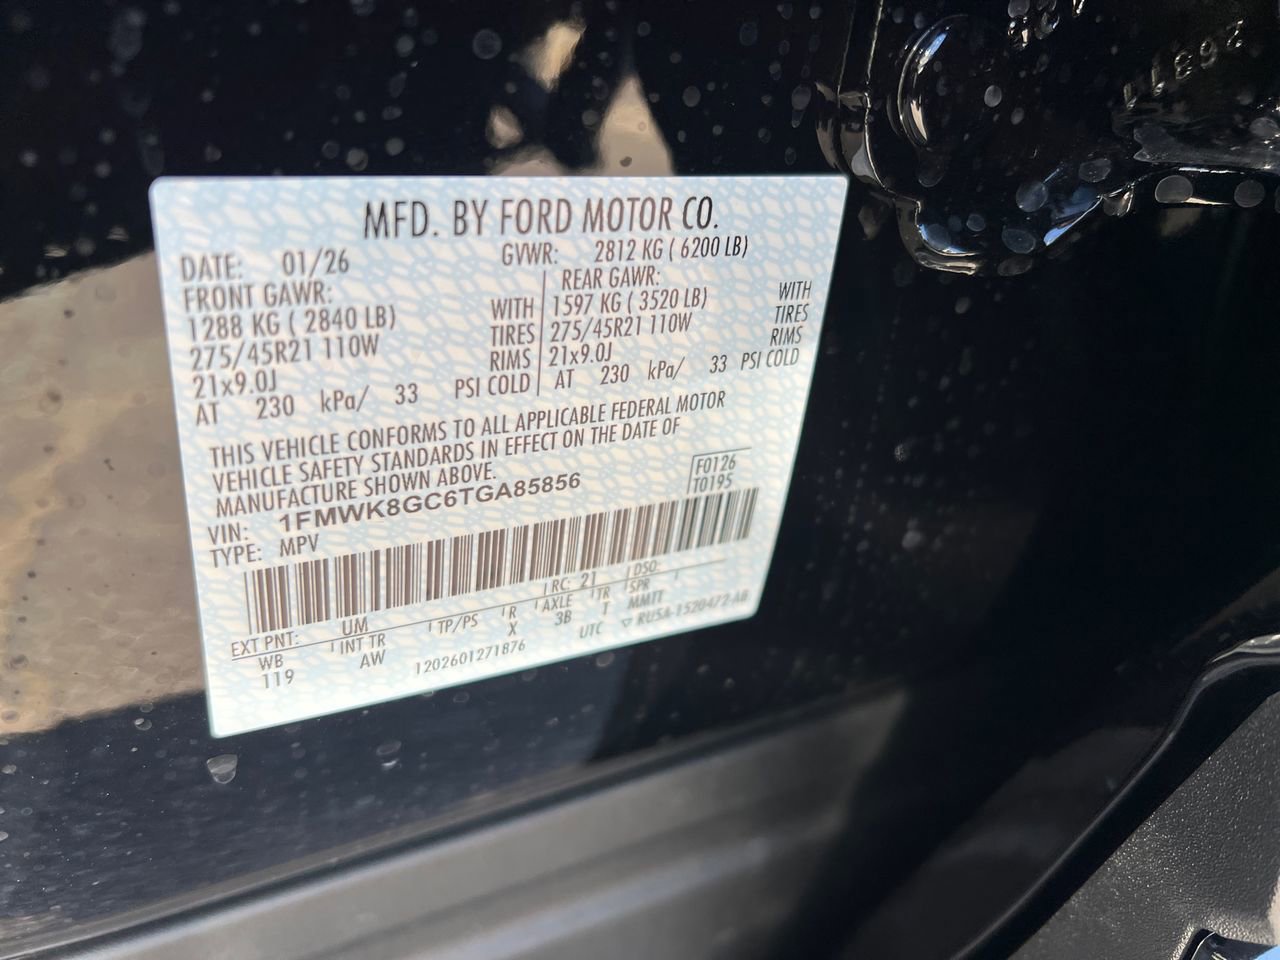 MFD. BY FORD MOTOR CO.
DATE: 01/26 GVWR: 2812 KG ( 6200 LB)
FRONT GAWR: REAR GAWR:
1288 KG ( 2840 LB) WITH 1597 KG ( 3520 LB) WITH
275/45R21 110W TIRES 275/45R21 110W TIRES
21x9.0J RIMS 21x9.0J RIMS
AT 230 kPa/ 33 PSI COLD AT 230 kPa/ 33 PSI COLD
THIS VEHICLE CONFORMS TO ALL APPLICABLE FEDERAL MOTOR
VEHICLE SAFETY STANDARDS IN EFFECT ON THE DATE OF
MANUFACTURE SHOWN ABOVE.
F0126
T0195
VIN: 1FMWK8GC6TGA85856
TYPE: MPV
EXT PNT: UM RC: 21 DSO:
WB INT TR TP/PS R AXLE TR SPR
119 AW X 3B T MMTT
1202601271876 UTC ▽ RU5A-1520472-AB